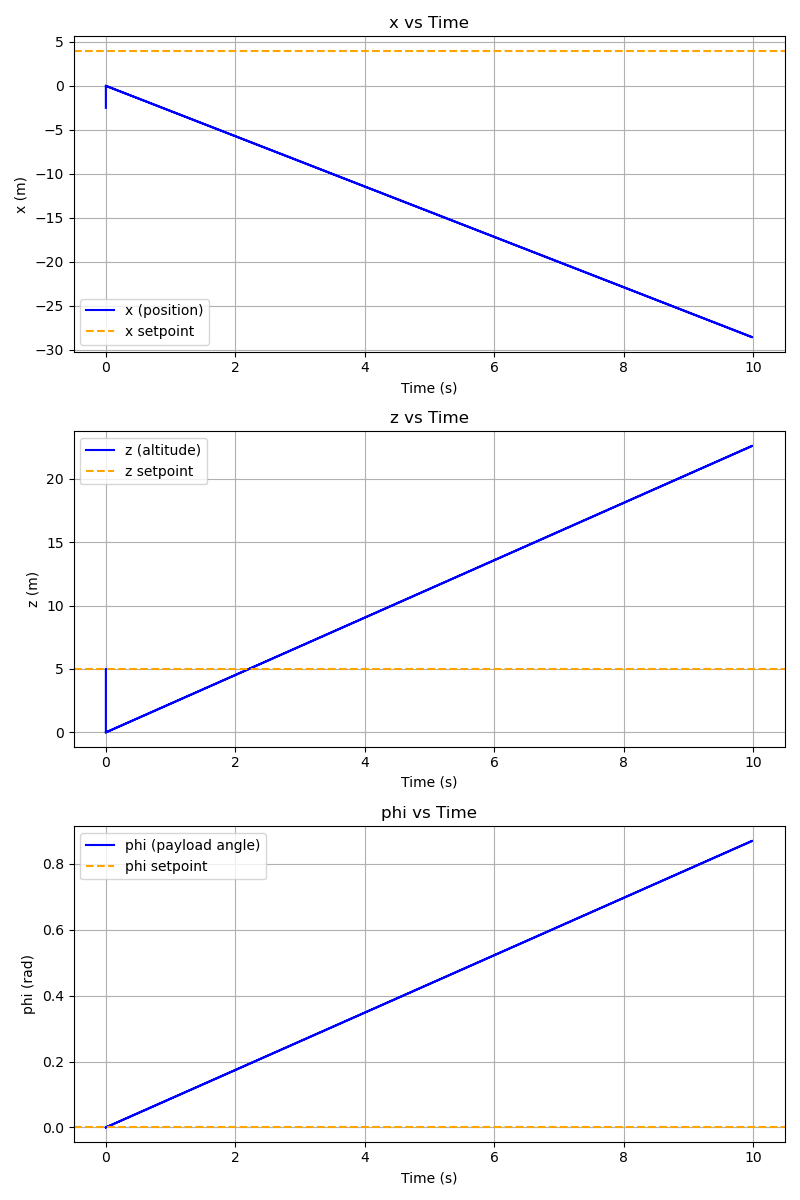 x vs Time
5
0
−5
−10
−15
−20
−25
−30
x (m)
x (position)
x setpoint
0 2 4 6 8 10
Time (s)
z vs Time
20
15
10
5
0
z (m)
z (altitude)
z setpoint
0 2 4 6 8 10
Time (s)
phi vs Time
0.8
0.6
0.4
0.2
0.0
phi (rad)
phi (payload angle)
phi setpoint
0 2 4 6 8 10
Time (s)